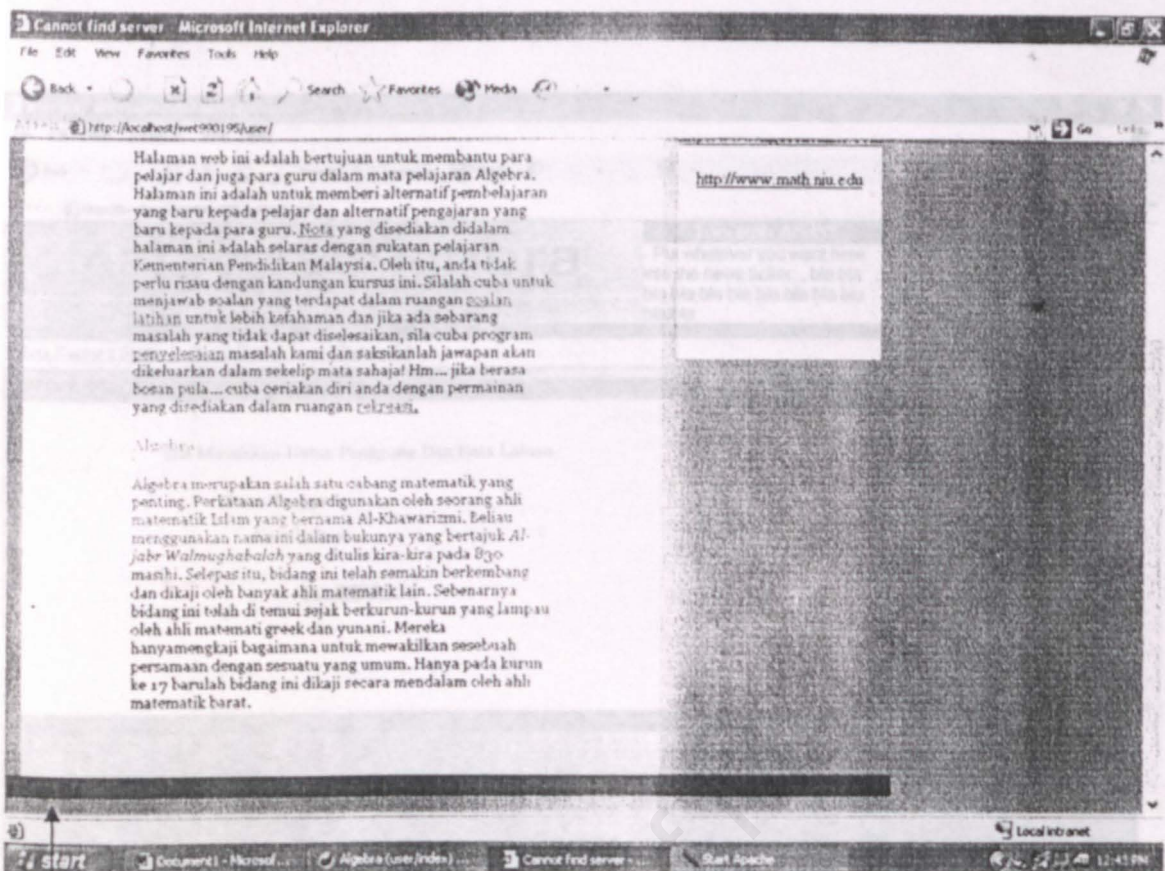 Cannot find server - Microsoft Internet Explorer
File Edit View Favorites Tools Help
Back Search Favorites Media
http://localhost/wet990195/user/ Go
Halaman web ini adalah bertujuan untuk membantu para
pelajar dan juga para guru dalam mata pelajaran Algebra.
Halaman ini adalah untuk memberi alternatif pembelajaran
yang baru kepada pelajar dan alternatif pengajaran yang
baru kepada para guru. Nota yang disediakan didalam
halaman ini adalah selaras dengan sukatan pelajaran
Kementerian Pendidikan Malaysia. Oleh itu, anda tidak
perlu risau dengan kandungan kursus ini. Silalah cuba untuk
menjawab soalan yang terdapat dalam ruangan soalan
latihan untuk lebih kefahaman dan jika ada sebarang
masalah yang tidak dapat diselesaikan, sila cuba program
penyelesaian masalah kami dan saksikanlah jawapan akan
dikeluarkan dalam sekelip mata sahaja! Hm... jika berasa
bosan pula... cuba ceriakan diri anda dengan permainan
yang disediakan dalam ruangan rekreasi.
Algebra
Algebra merupakan salah satu cabang matematik yang
penting. Perkataan Algebra digunakan oleh seorang ahli
matematik Islam yang bernama Al-Khawarizmi. Beliau
menggunakan nama ini dalam bukunya yang bertajuk Al-
jabr Walmughabalah yang ditulis kira-kira pada 830
masihi. Selepas itu, bidang ini telah semakin berkembang
dan dikaji oleh banyak ahli matematik lain. Sebenarnya
bidang ini telah di temui sejak berkurun-kurun yang lampau
oleh ahli matemati greek dan yunani. Mereka
hanyamengkaji bagaimana untuk mewakilkan sesebuah
persamaan dengan sesuatu yang umum. Hanya pada kurun
ke 17 barulah bidang ini dikaji secara mendalam oleh ahli
matematik barat.
http://www.math.niu.edu
Local intranet
start Document1 - Microsof... Algebra (user/index) ... Cannot find server - ... Start Apache 12:43 PM